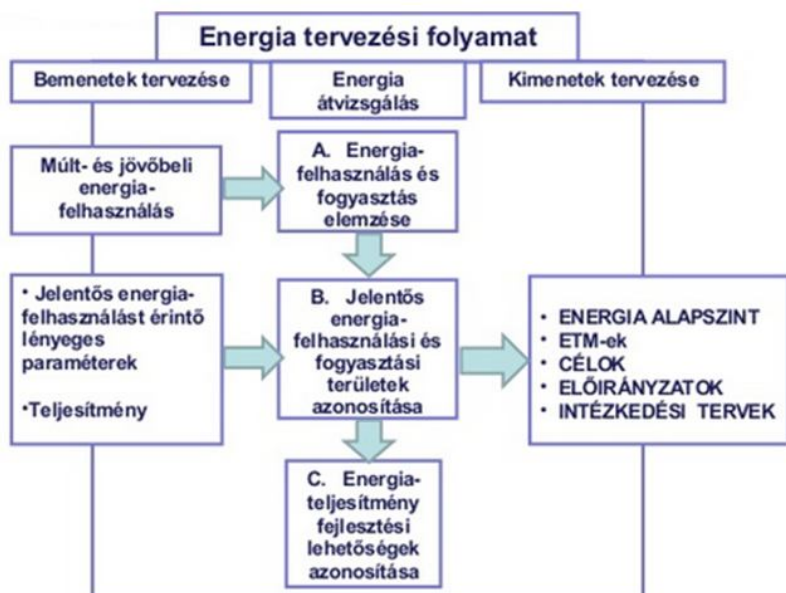 Energia tervezési folyamat
Bemenetek tervezése
Energia
átvizsgálás
Kimenetek tervezése
Múlt- és jövőbeli
energia-
felhasználás
A. Energia-
felhasználás és
fogyasztás
elemzése
• Jelentős energia-
felhasználást érintő
lényeges
paraméterek
•Teljesítmény
B. Jelentős
energia-
felhasználási és
fogyasztási
területek
azonosítása
• ENERGIA ALAPSZINT
• ETM-ek
• CÉLOK
• ELŐIRÁNYZATOK
• INTÉZKEDÉSI TERVEK
C. Energia-
teljesítmény
fejlesztési
lehetőségek
azonosítása